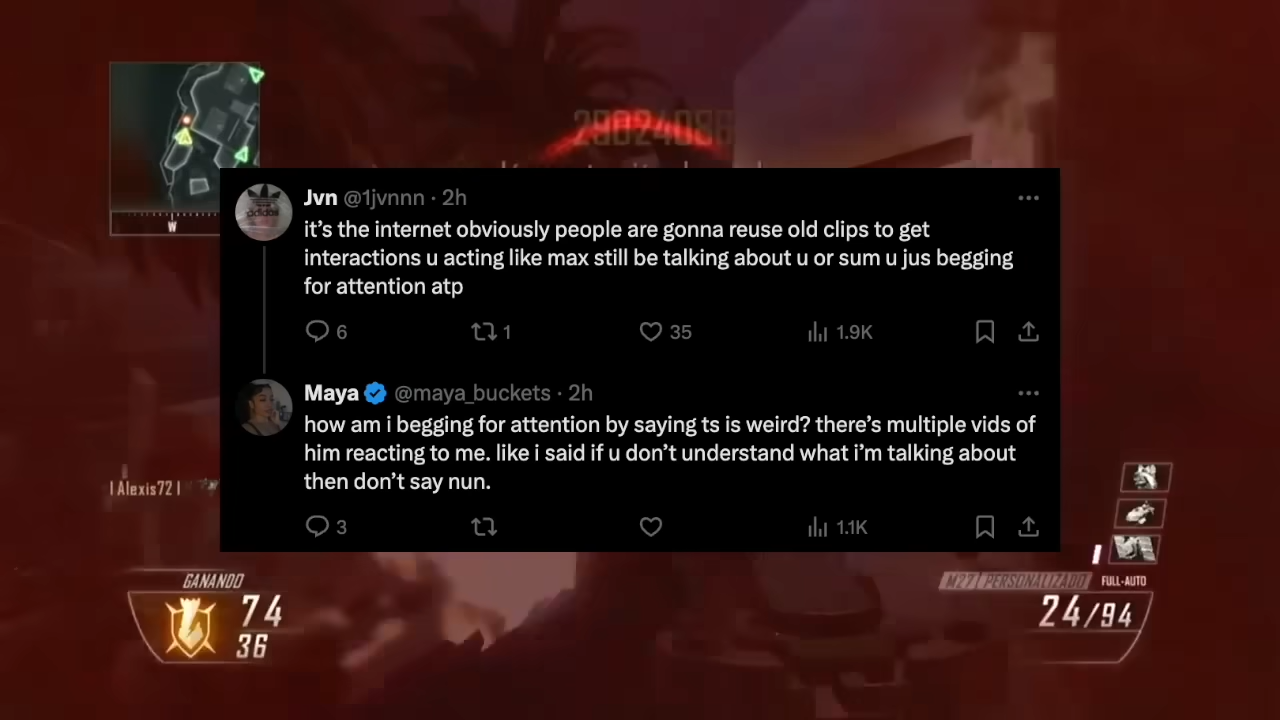 29024086
W
Jvn @1jvnnn · 2h
it's the internet obviously people are gonna reuse old clips to get
interactions u acting like max still be talking about u or sum u jus begging
for attention atp
6 1 35 1.9K
Maya @maya_buckets · 2h
how am i begging for attention by saying ts is weird? there's multiple vids of
him reacting to me. like i said if u don't understand what i'm talking about
then don't say nun.
3 1.1K
adidas
Alexis72
GANANDO
74
36
M27 PERSONALIZADO FULL-AUTO
24/94